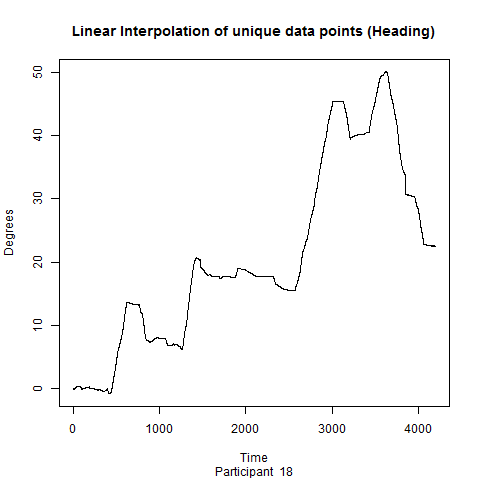 Linear Interpolation of unique data points (Heading)
Degrees
50
40
30
20
10
0
0 1000 2000 3000 4000
Time
Participant 18